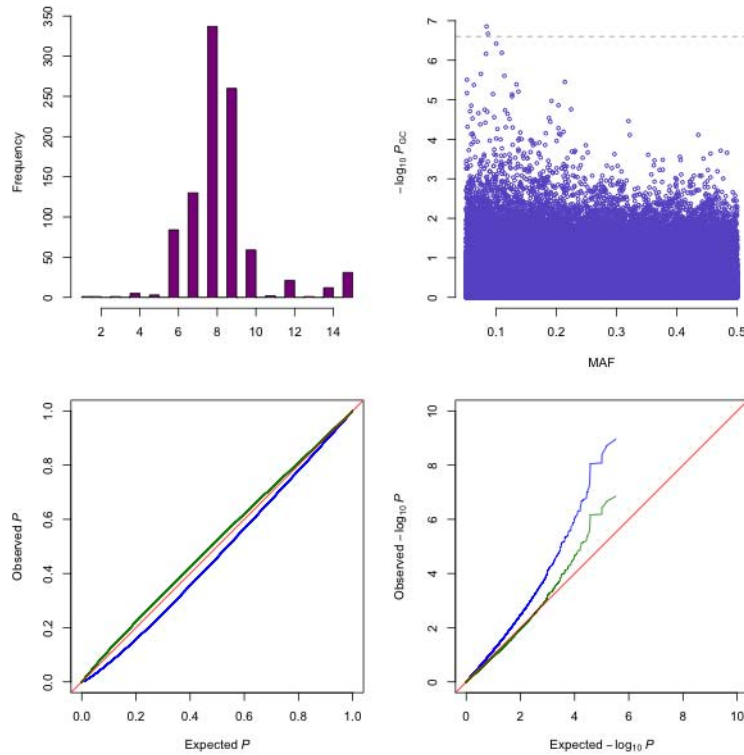 350
300
250
200
150
100
50
0
Frequency
2 4 6 8 10 12 14
7
6
5
4
3
2
1
0
− log₁₀ P_GC
0.1 0.2 0.3 0.4 0.5
MAF
1.0
0.8
0.6
0.4
0.2
0.0
Observed P
0.0 0.2 0.4 0.6 0.8 1.0
Expected P
10
8
6
4
2
0
Observed − log₁₀ P
0 2 4 6 8 10
Expected − log₁₀ P